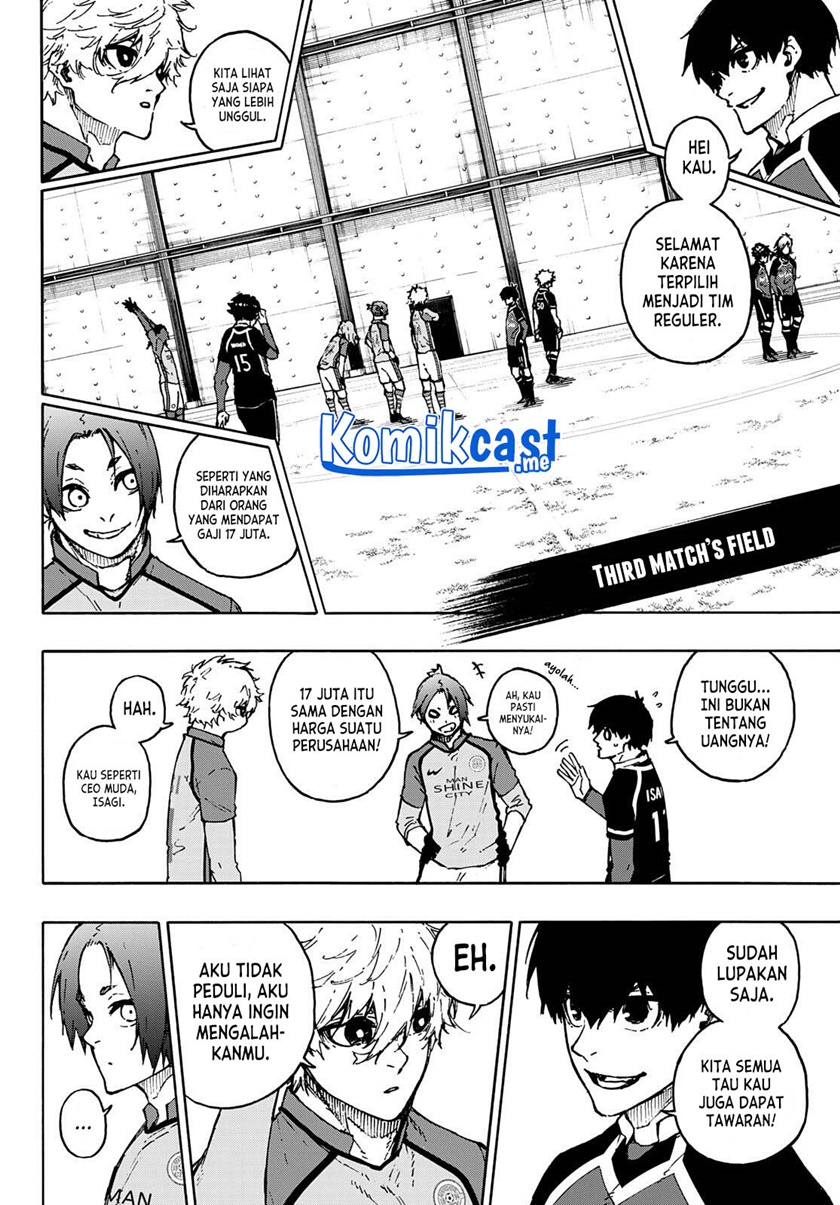 HEI
KAU.
SELAMAT
KARENA
TERPILIH
MENJADI TIM
REGULER.
KITA LIHAT
SAJA SIAPA
YANG LEBIH
UNGGUL.
15
50
Komikcast
.me
THIRD MATCH'S FIELD
SEPERTI YANG
DIHARAPKAN
DARI ORANG
YANG MENDAPAT
GAJI 17 JUTA.
TUNGGU...
INI BUKAN
TENTANG
UANGNYA!
ayolah...
AH, KAU
PASTI
MENYUKAI-
NYA!
17 JUTA ITU
SAMA DENGAN
HARGA SUATU
PERUSAHAAN!
MAN
SHINE
CITY
ISA
1
HAH.
KAU SEPERTI
CEO MUDA,
ISAGI.
SUDAH
LUPAKAN
SAJA.
KITA SEMUA
TAU KAU
JUGA DAPAT
TAWARAN!
EH.
AKU TIDAK
PEDULI, AKU
HANYA INGIN
MENGALAH-
KANMU.
...
MAN